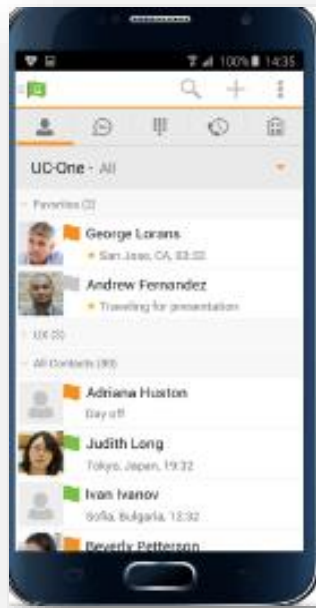 100% 14:35
UC-One - All
Favorites (2)
George Lorans
San Jose, CA, 03:32
Andrew Fernandez
Traveling for presentation
UX (5)
All Contacts (90)
Adriana Huston
Day off
Judith Long
Tokyo, Japan, 19:32
Ivan Ivanov
Sofia, Bulgaria, 12:32
Beverly Petterson